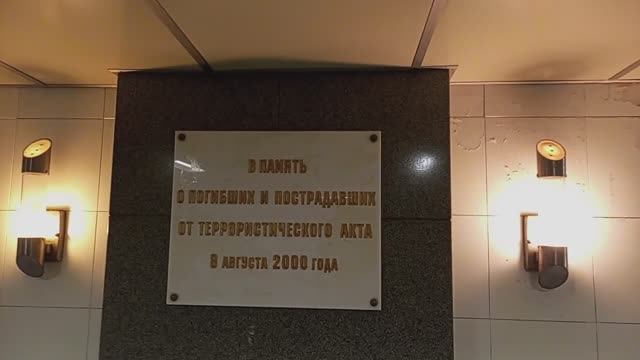 В ПАМЯТЬ
О ПОГИБШИХ И ПОСТРАДАВШИХ
ОТ ТЕРРОРИСТИЧЕСКОГО АКТА
8 АВГУСТА 2000 ГОДА